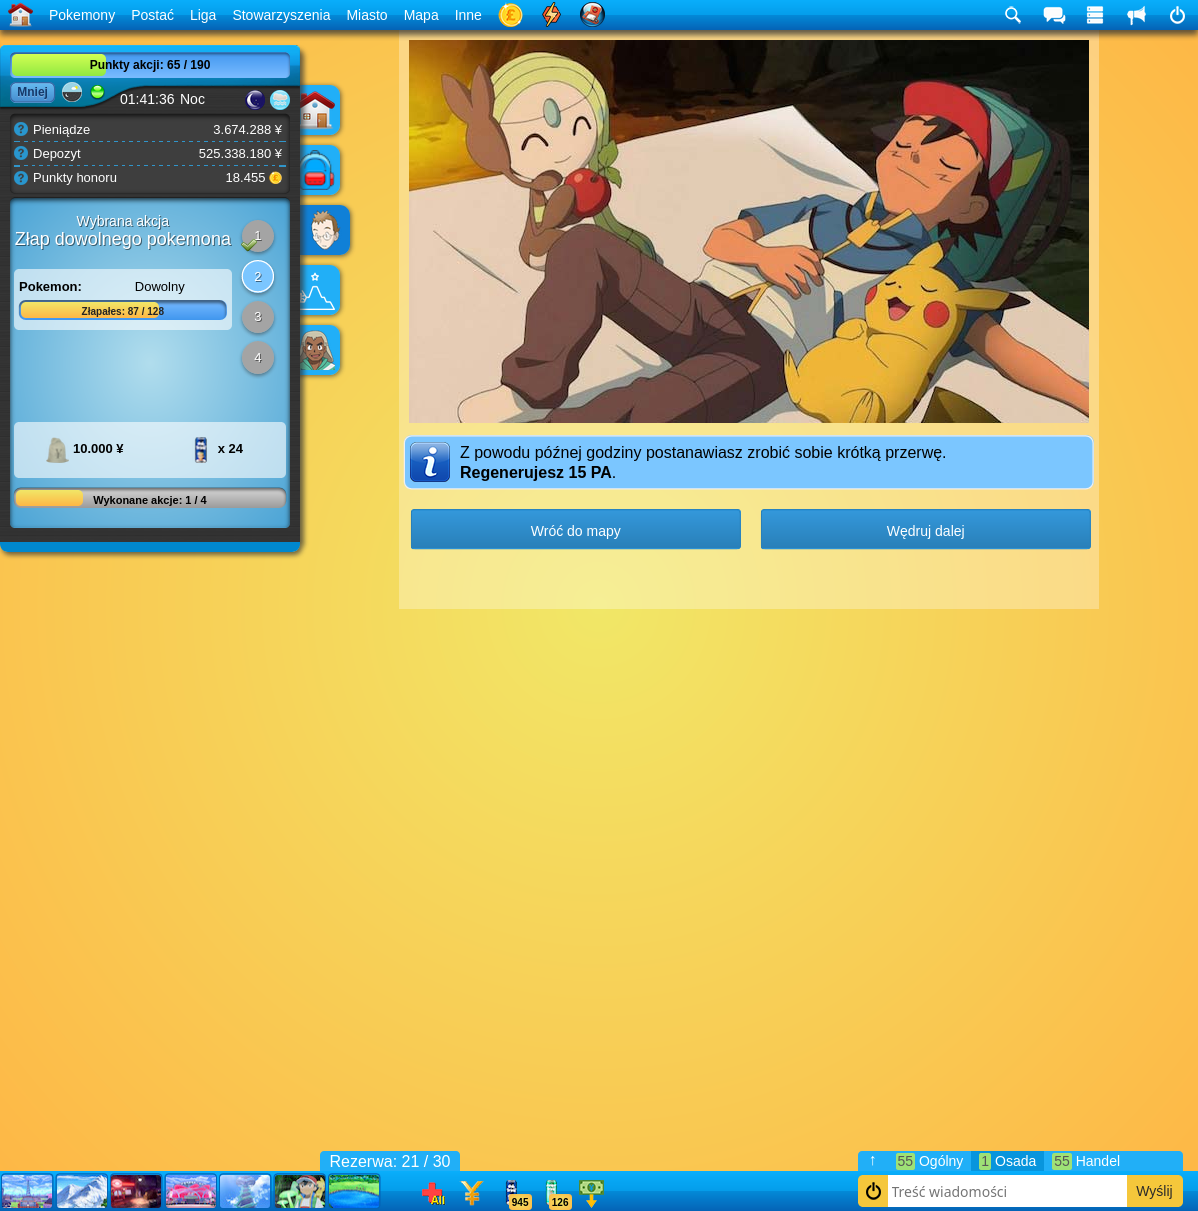 Pokemony Postać Liga Stowarzyszenia Miasto Mapa Inne
Punkty akcji: 65 / 190
Mniej
01:41:36 Noc
Pieniądze 3.674.288 ¥
Depozyt 525.338.180 ¥
Punkty honoru 18.455
Wybrana akcja
Złap dowolnego pokemona
1
2
3
4
Pokemon: Dowolny
Złapałes: 87 / 128
10.000 ¥ x 24
Wykonane akcje: 1 / 4
Z powodu późnej godziny postanawiasz zrobić sobie krótką przerwę.
Regenerujesz 15 PA.
Wróć do mapy Wędruj dalej
Rezerwa: 21 / 30
All 945 126
↑ 55 Ogólny 1 Osada 55 Handel
Treść wiadomości Wyślij